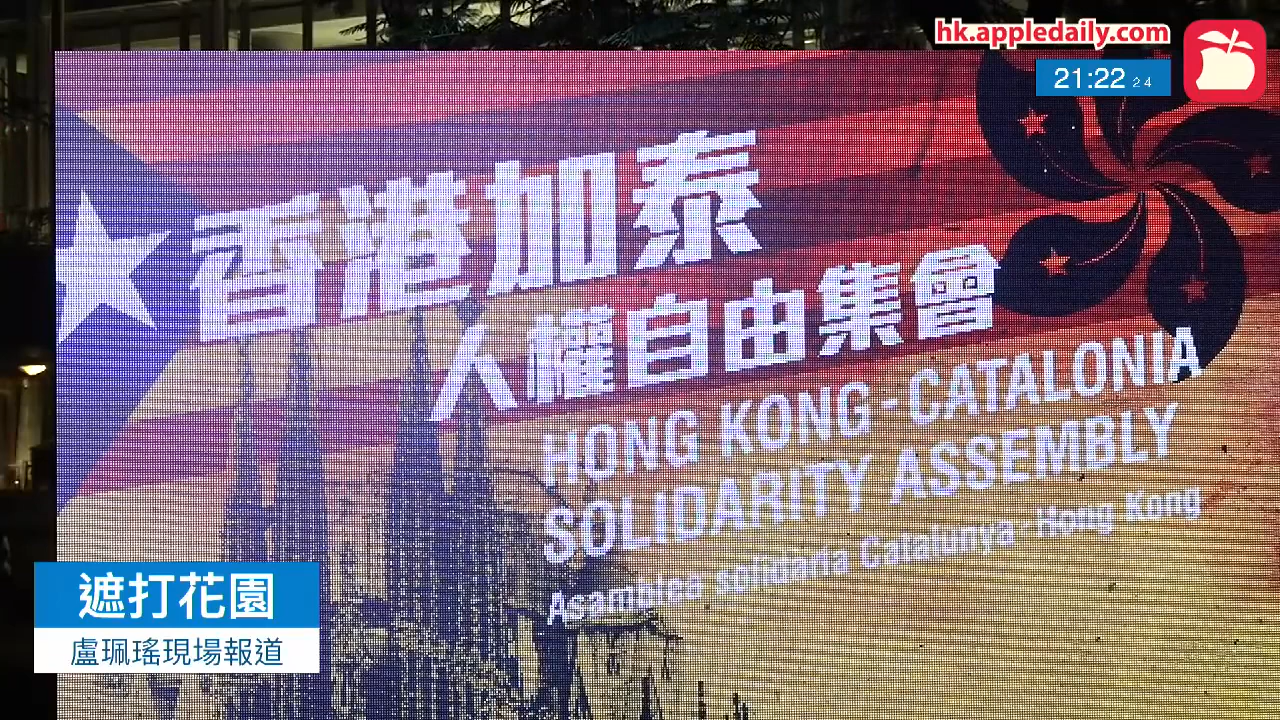 hk.appledaily.com
21:22 24
香港加泰
人權自由集會
HONG KONG-CATALONIA
SOLIDARITY ASSEMBLY
Asamblea solidaria Catalunya-Hong Kong
遮打花園
盧珮瑤現場報道